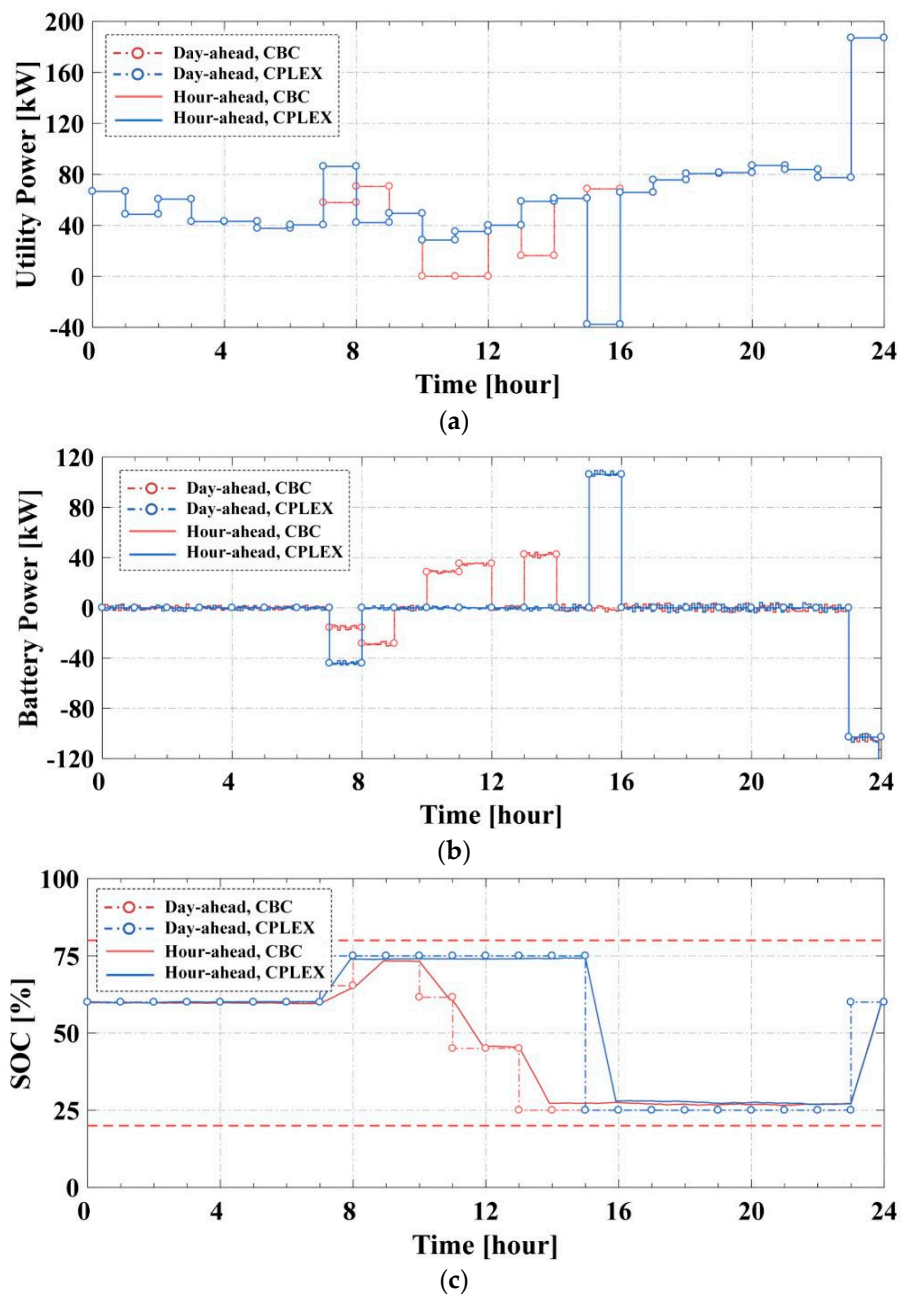 200
160
120
80
40
0
-40
Utility Power [kW]
Day-ahead, CBC
Day-ahead, CPLEX
Hour-ahead, CBC
Hour-ahead, CPLEX
0 4 8 12 16 20 24
Time [hour]
(a)
120
80
40
0
-40
-80
-120
Battery Power [kW]
Day-ahead, CBC
Day-ahead, CPLEX
Hour-ahead, CBC
Hour-ahead, CPLEX
0 4 8 12 16 20 24
Time [hour]
(b)
100
75
50
25
0
SOC [%]
Day-ahead, CBC
Day-ahead, CPLEX
Hour-ahead, CBC
Hour-ahead, CPLEX
0 4 8 12 16 20 24
Time [hour]
(c)